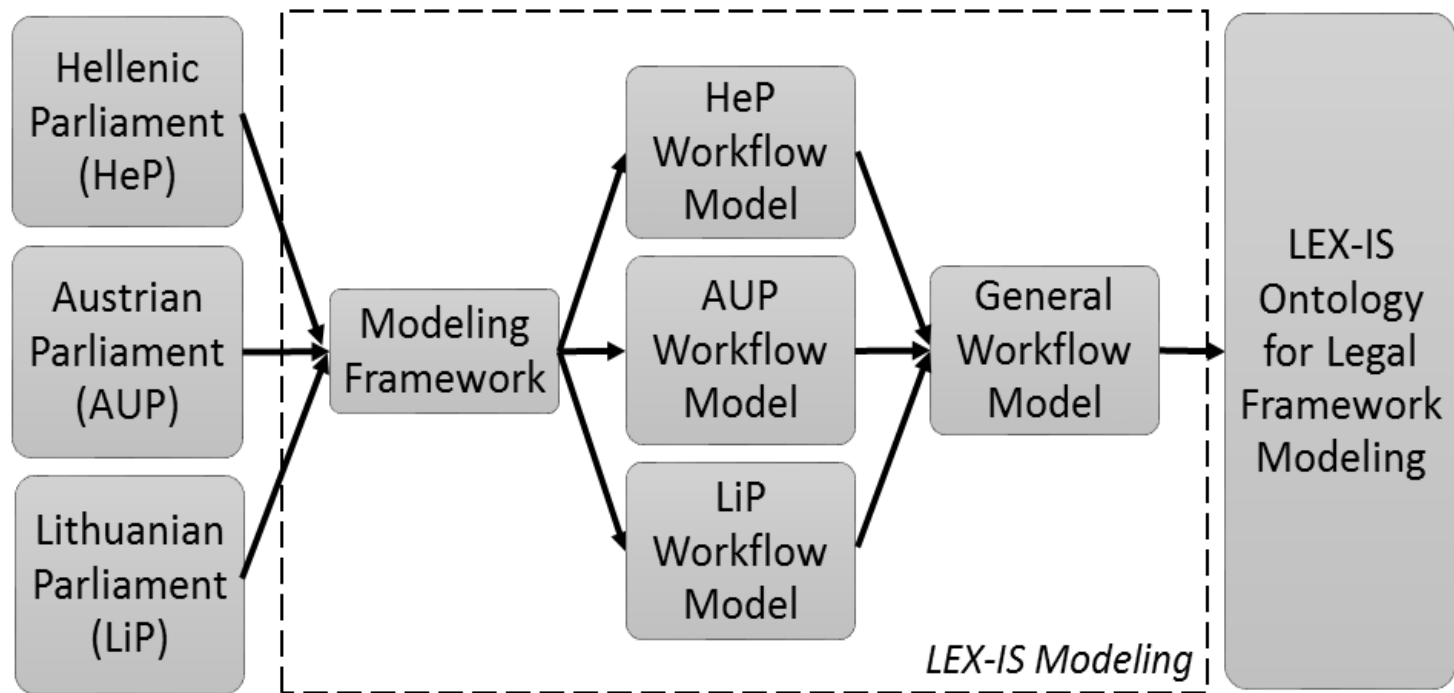 Hellenic
Parliament
(HeP)
Austrian
Parliament
(AUP)
Lithuanian
Parliament
(LiP)
Modeling
Framework
HeP
Workflow
Model
AUP
Workflow
Model
LiP
Workflow
Model
General
Workflow
Model
LEX-IS Modeling
LEX-IS
Ontology
for Legal
Framework
Modeling